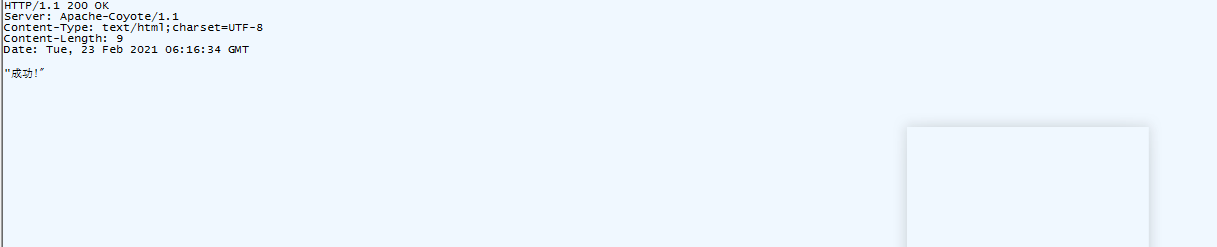 HTTP/1.1 200 OK
Server: Apache-Coyote/1.1
Content-Type: text/html;charset=UTF-8
Content-Length: 9
Date: Tue, 23 Feb 2021 06:16:34 GMT
"成功!"